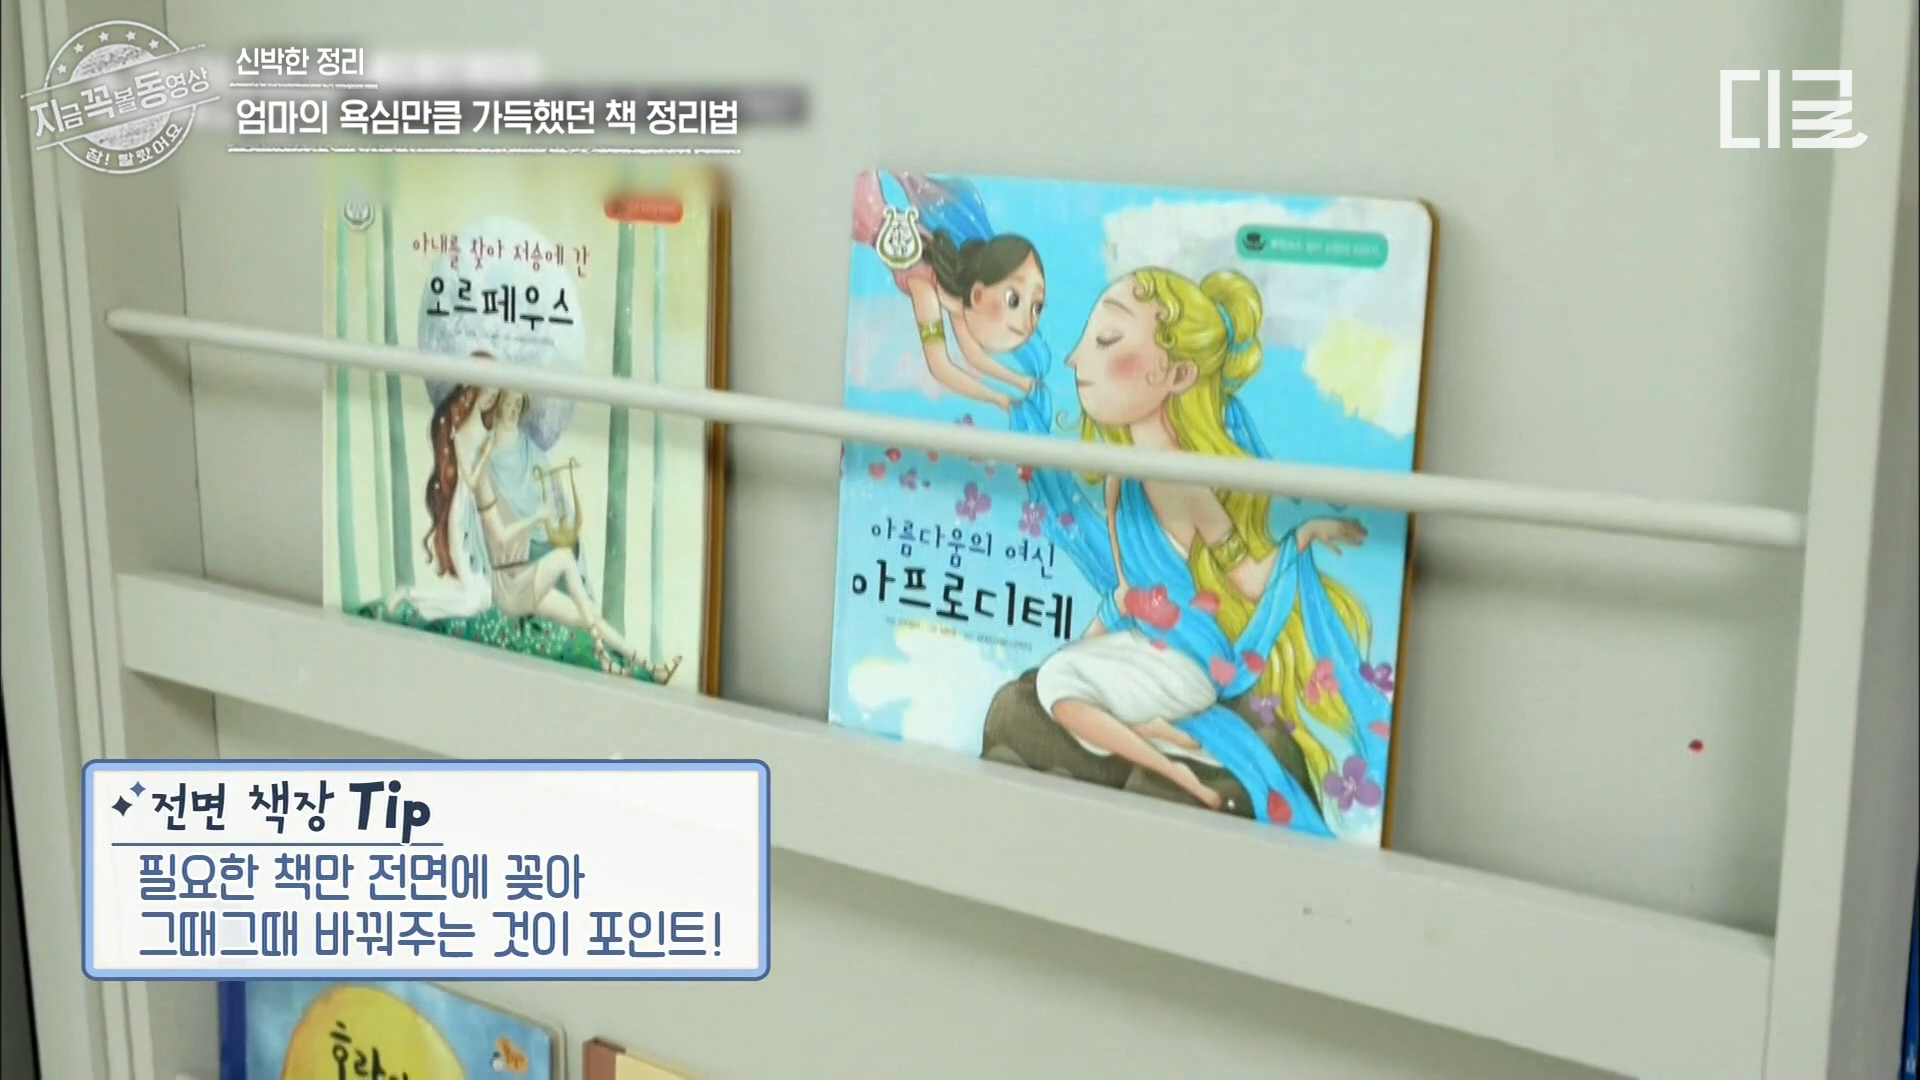 지금 꼭 볼 동영상
참! 빨랐어요
신박한 정리
엄마의 욕심만큼 가득했던 책 정리법
디글
아내를 찾아 저승에 간
오르페우스
아름다움의 여신
아프로디테
전면 책장 Tip
필요한 책만 전면에 꽂아
그때그때 바꿔주는 것이 포인트!